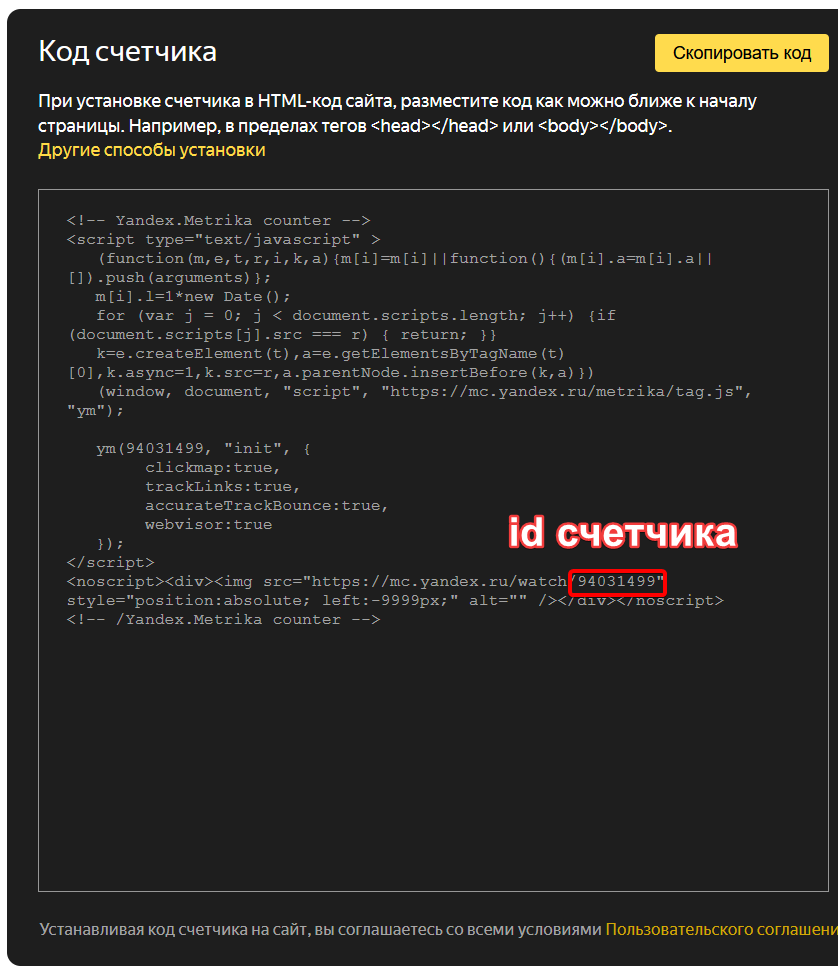 Код счетчика
Скопировать код
При установке счетчика в HTML-код сайта, разместите код как можно ближе к началу
страницы. Например, в пределах тегов <head></head> или <body></body>.
Другие способы установки
<!-- Yandex.Metrika counter -->
<script type="text/javascript" >
(function(m,e,t,r,i,k,a){m[i]=m[i]||function(){(m[i].a=m[i].a||
[]).push(arguments)};
m[i].l=1*new Date();
for (var j = 0; j < document.scripts.length; j++) {if
(document.scripts[j].src === r) { return; }}
k=e.createElement(t),a=e.getElementsByTagName(t)
[0],k.async=1,k.src=r,a.parentNode.insertBefore(k,a)})
(window, document, "script", "https://mc.yandex.ru/metrika/tag.js",
"ym");
ym(94031499, "init", {
clickmap:true,
trackLinks:true,
accurateTrackBounce:true,
webvisor:true
});
id счетчика
</script>
<noscript><div><img src="https://mc.yandex.ru/watch/94031499"
style="position:absolute; left:-9999px;" alt="" /></div></noscript>
<!-- /Yandex.Metrika counter -->
Устанавливая код счетчика на сайт, вы соглашаетесь со всеми условиями Пользовательского соглашени